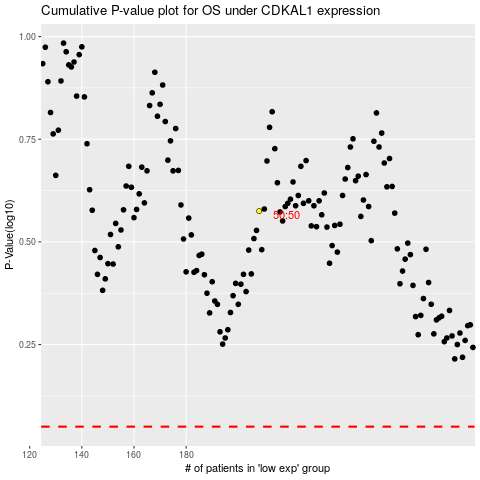 Cumulative P-value plot for OS under CDKAL1 expression
P-Value(log10)
1.00
0.75
0.50
0.25
50:50
120 140 160 180
# of patients in 'low exp' group